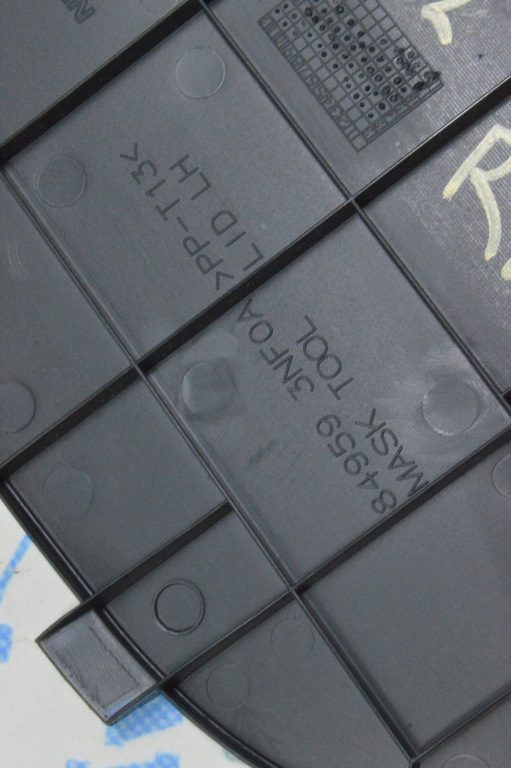 >PP-T13<
LID LH
84959 3NF0A
MASK TOOL
R